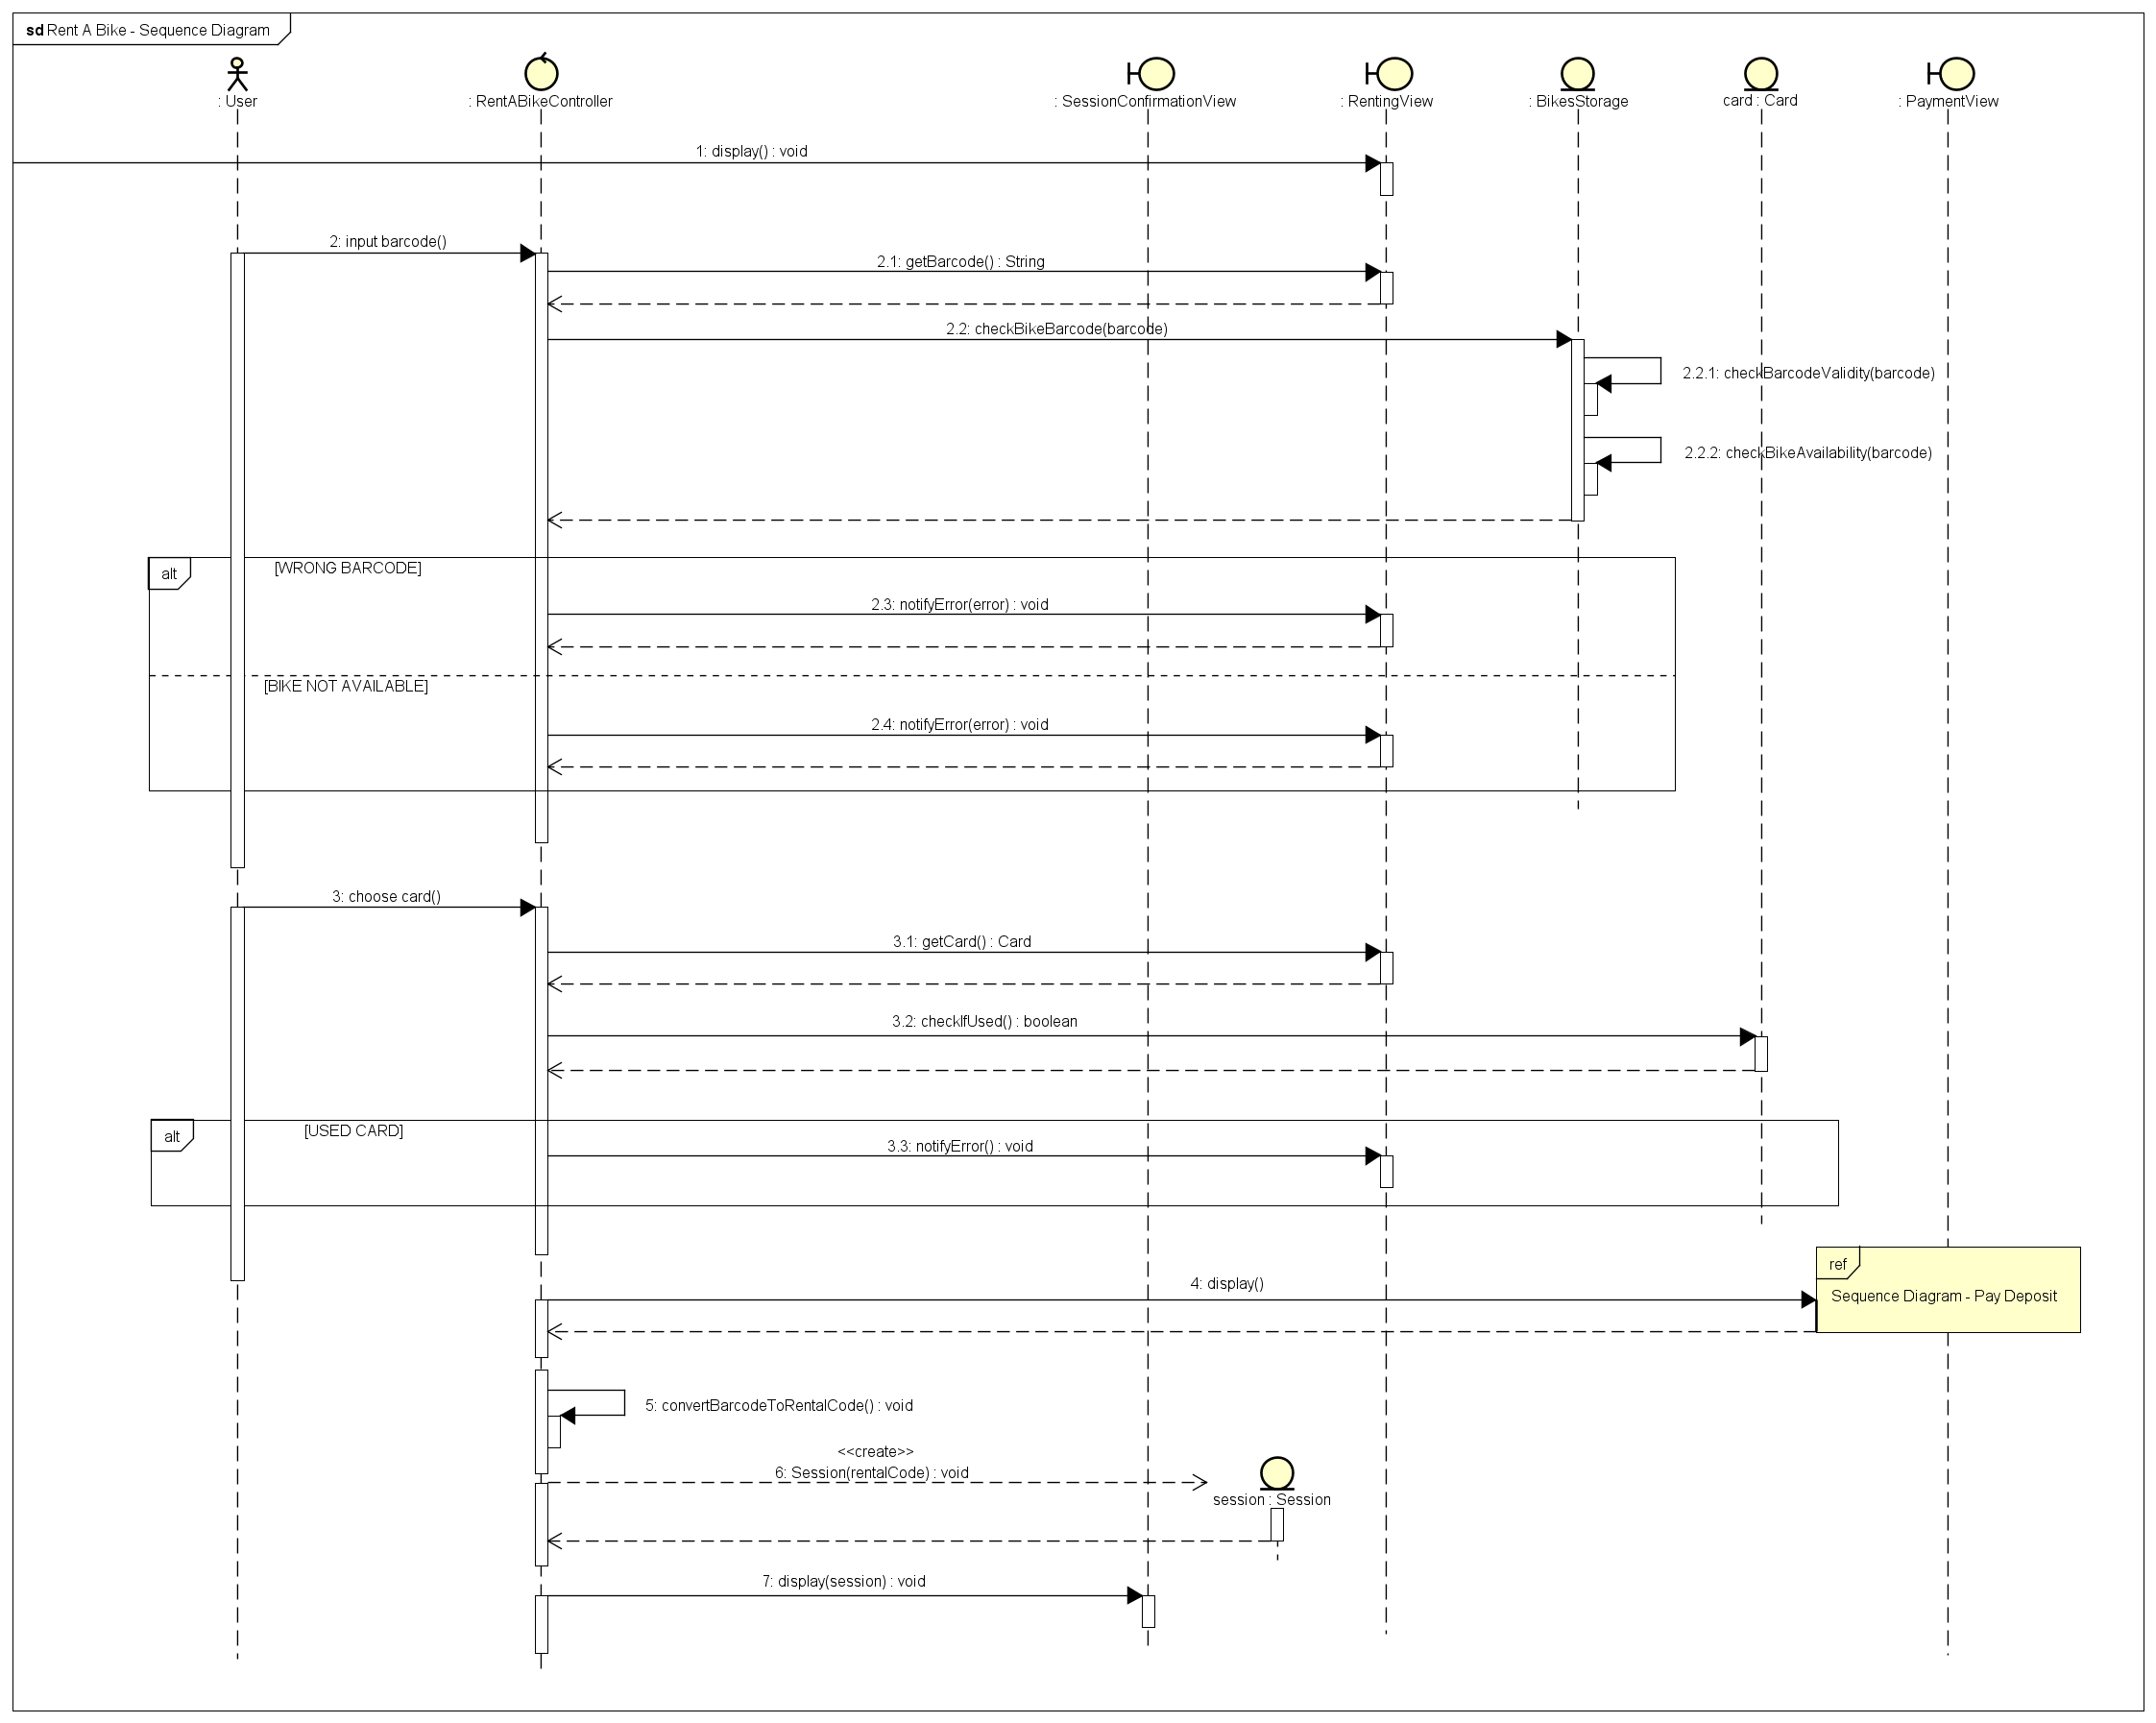 sd Rent A Bike - Sequence Diagram
: User
: RentABikeController
: SessionConfirmationView
: RentingView
: BikesStorage
card : Card
: PaymentView
1: display() : void
2: input barcode()
2.1: getBarcode() : String
2.2: checkBikeBarcode(barcode)
2.2.1: checkBarcodeValidity(barcode)
2.2.2: checkBikeAvailability(barcode)
alt
[WRONG BARCODE]
2.3: notifyError(error) : void
[BIKE NOT AVAILABLE]
2.4: notifyError(error) : void
3: choose card()
3.1: getCard() : Card
3.2: checkIfUsed() : boolean
alt
[USED CARD]
3.3: notifyError() : void
ref
4: display()
Sequence Diagram - Pay Deposit
5: convertBarcodeToRentalCode() : void
<<create>>
6: Session(rentalCode) : void
session : Session
7: display(session) : void